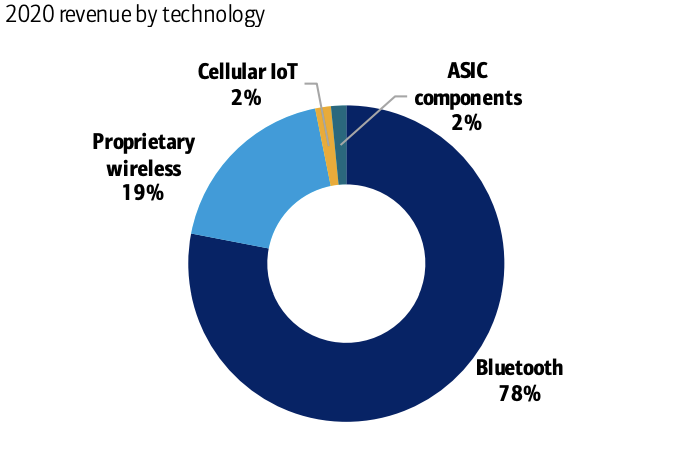 2020 revenue by technology
Cellular IoT
2%
ASIC
components
2%
Proprietary
wireless
19%
Bluetooth
78%